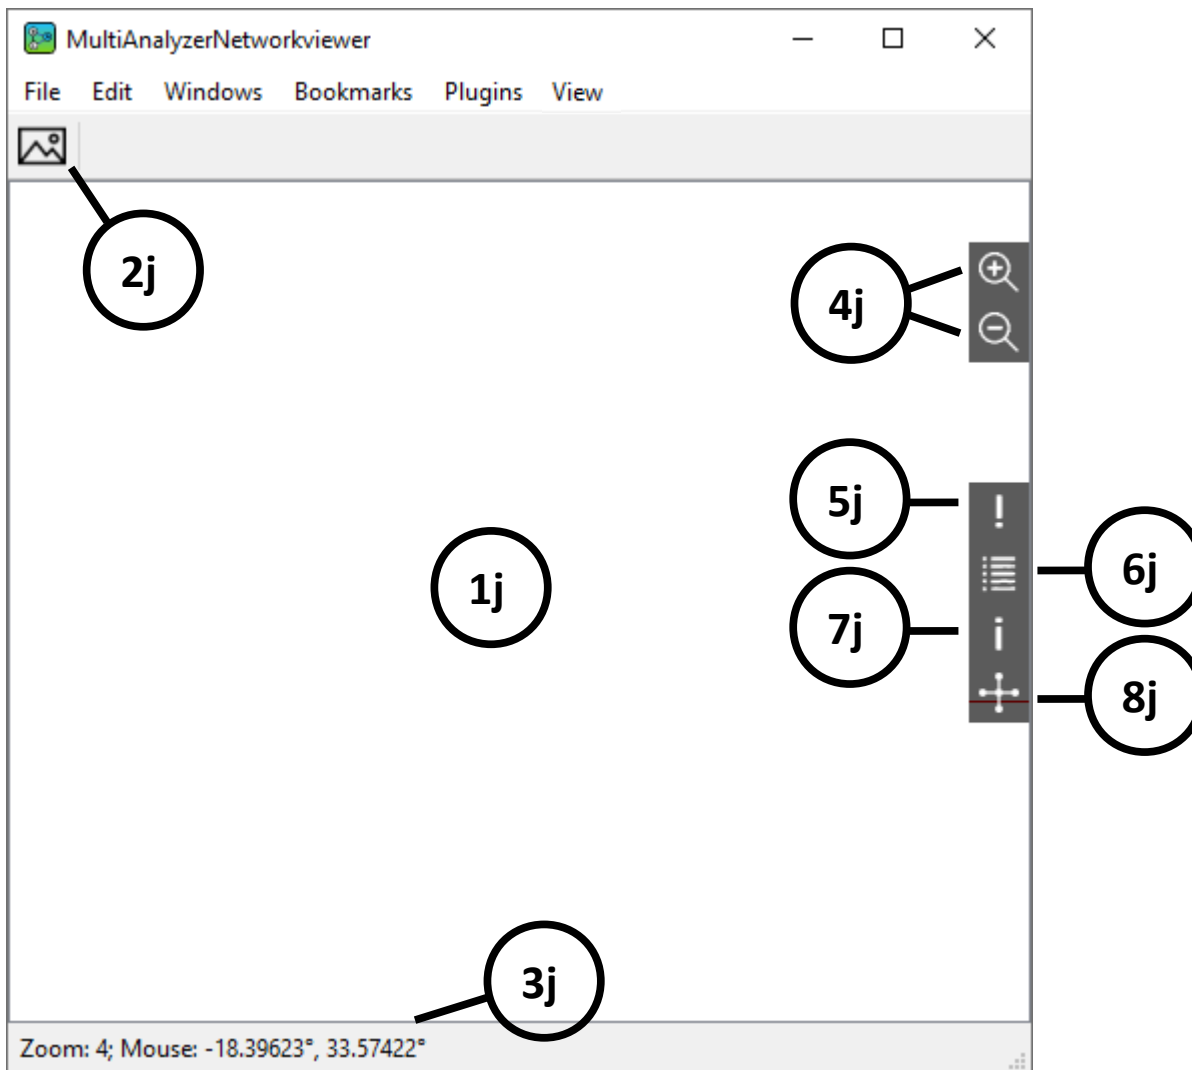 MultiAnalyzerNetworkviewer
File Edit Windows Bookmarks Plugins View
2j
4j
5j
6j
1j
7j
8j
3j
Zoom: 4; Mouse: -18.39623°, 33.57422°